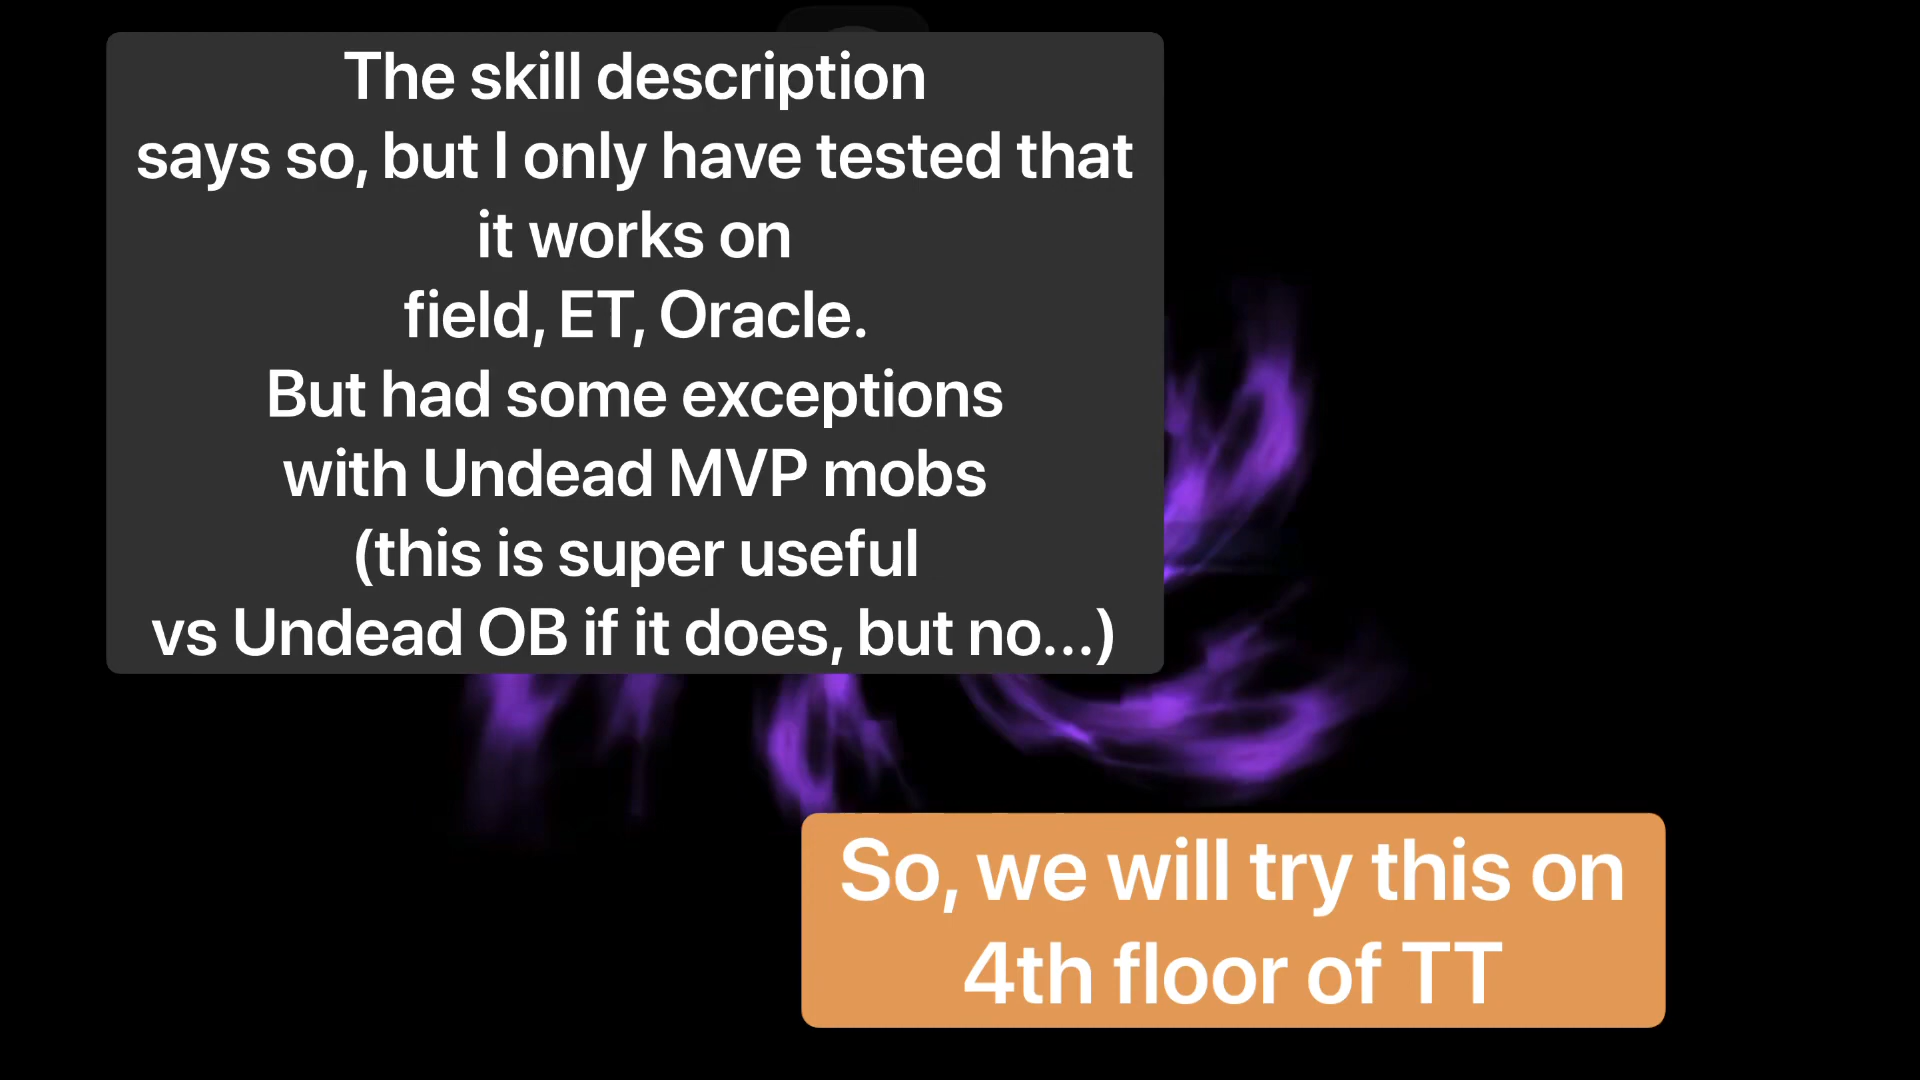 The skill description
says so, but I only have tested that
it works on
field, ET, Oracle.
But had some exceptions
with Undead MVP mobs
(this is super useful
vs Undead OB if it does, but no...)
So, we will try this on
4th floor of TT